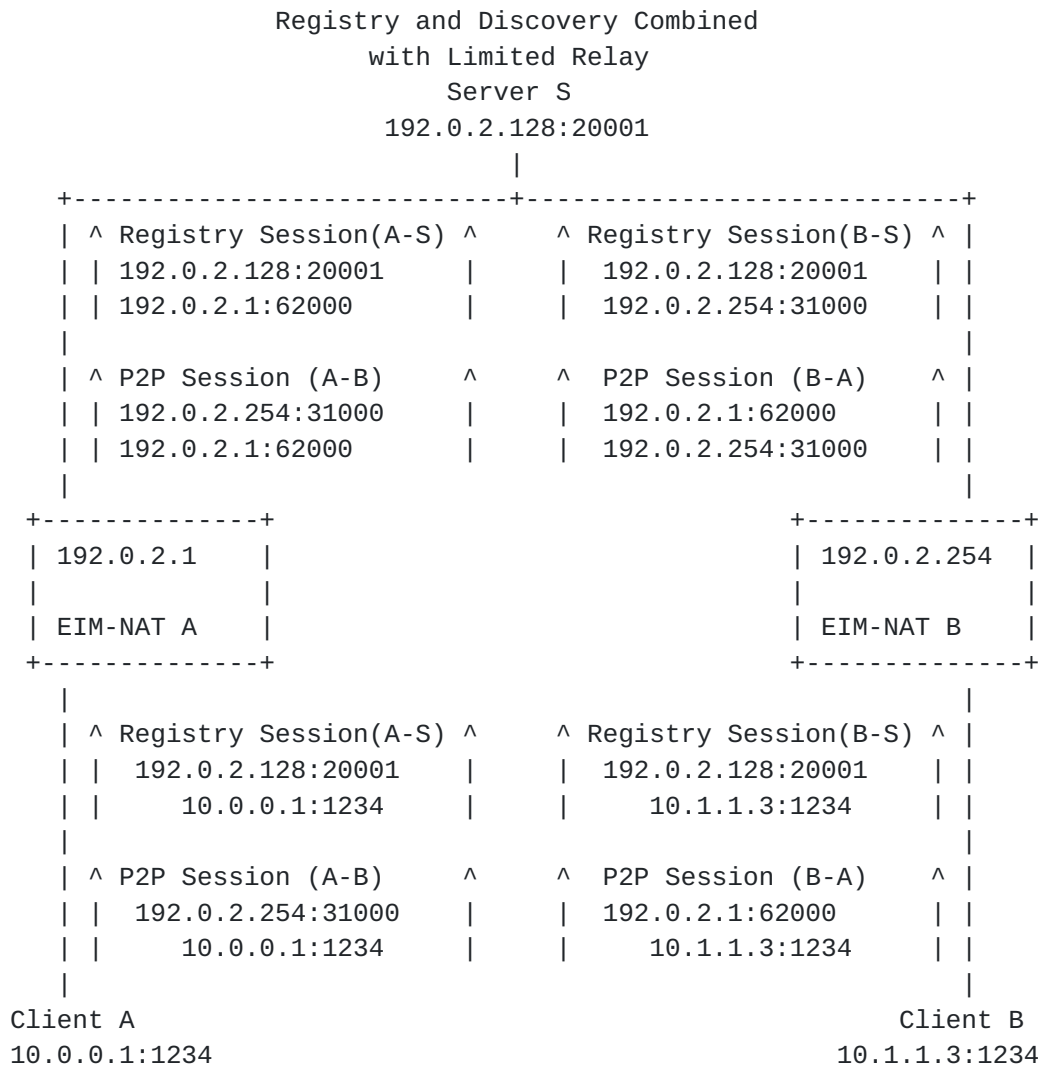 Registry and Discovery Combined
with Limited Relay
Server S
192.0.2.128:20001
|
+----------------------------+----------------------------+
| ^ Registry Session(A-S) ^     ^ Registry Session(B-S) ^ |
| | 192.0.2.128:20001     |     |  192.0.2.128:20001    | |
| | 192.0.2.1:62000       |     |  192.0.2.254:31000    | |
|                                                         |
| ^ P2P Session (A-B)     ^     ^  P2P Session (B-A)    ^ |
| | 192.0.2.254:31000     |     |  192.0.2.1:62000      | |
| | 192.0.2.1:62000       |     |  192.0.2.254:31000    | |
|                                                         |
+--------------+                                 +--------------+
| 192.0.2.1    |                                 | 192.0.2.254  |
|              |                                 |              |
| EIM-NAT A    |                                 | EIM-NAT B    |
+--------------+                                 +--------------+
|                                                         |
| ^ Registry Session(A-S) ^     ^ Registry Session(B-S) ^ |
| |  192.0.2.128:20001    |     |  192.0.2.128:20001    | |
| |     10.0.0.1:1234     |     |     10.1.1.3:1234     | |
|                                                         |
| ^ P2P Session (A-B)     ^     ^  P2P Session (B-A)    ^ |
| |  192.0.2.254:31000    |     |  192.0.2.1:62000      | |
| |     10.0.0.1:1234     |     |     10.1.1.3:1234     | |
|                                                         |
Client A                                                 Client B
10.0.0.1:1234                                        10.1.1.3:1234